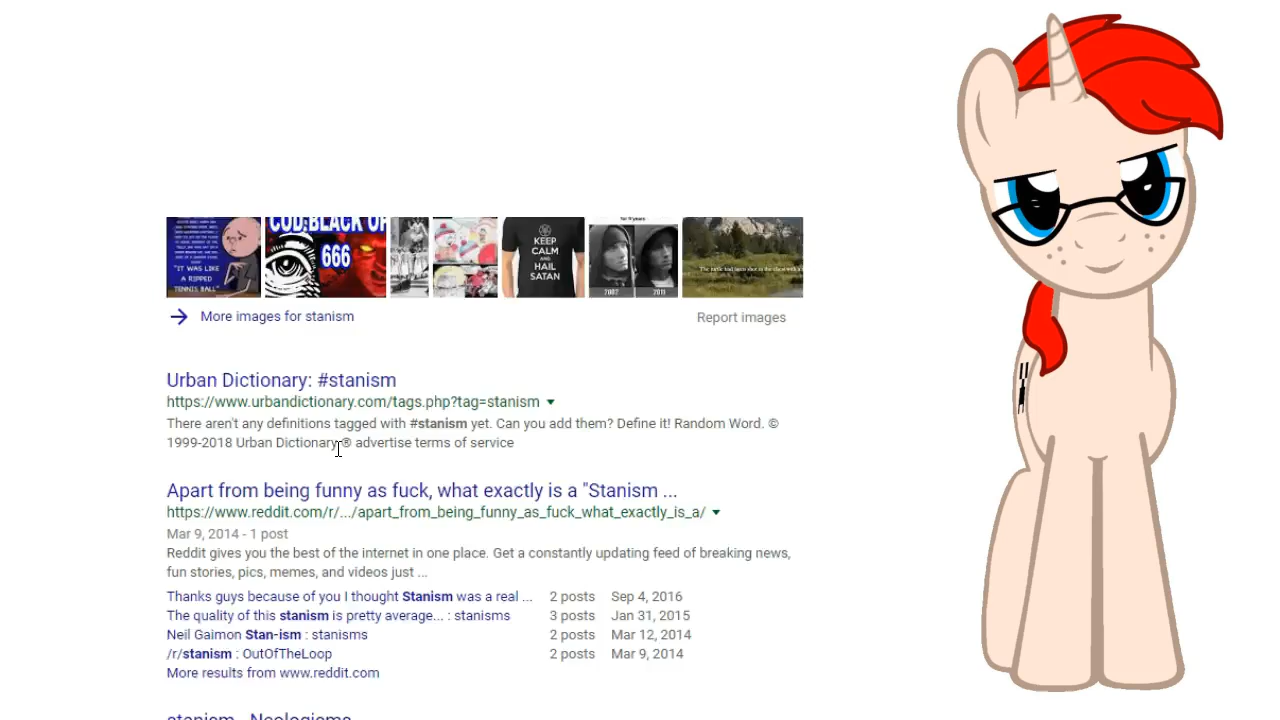 "IT WAS LIKE
A RIPPED
TENNIS BALL"
666
KEEP
CALM
AND
HAIL
SATAN
2002
2011
More images for stanism
Report images
Urban Dictionary: #stanism
https://www.urbandictionary.com/tags.php?tag=stanism
There aren't any definitions tagged with #stanism yet. Can you add them? Define it! Random Word. ©
1999-2018 Urban Dictionary® advertise terms of service
Apart from being funny as fuck, what exactly is a "Stanism ...
https://www.reddit.com/r/.../apart_from_being_funny_as_fuck_what_exactly_is_a/
Mar 9, 2014 - 1 post
Reddit gives you the best of the internet in one place. Get a constantly updating feed of breaking news,
fun stories, pics, memes, and videos just ...
Thanks guys because of you I thought Stanism was a real ... 2 posts Sep 4, 2016
The quality of this stanism is pretty average... : stanisms 3 posts Jan 31, 2015
Neil Gaimon Stan-ism : stanisms 2 posts Mar 12, 2014
/r/stanism : OutOfTheLoop 2 posts Mar 9, 2014
More results from www.reddit.com
stanism - Neologisms